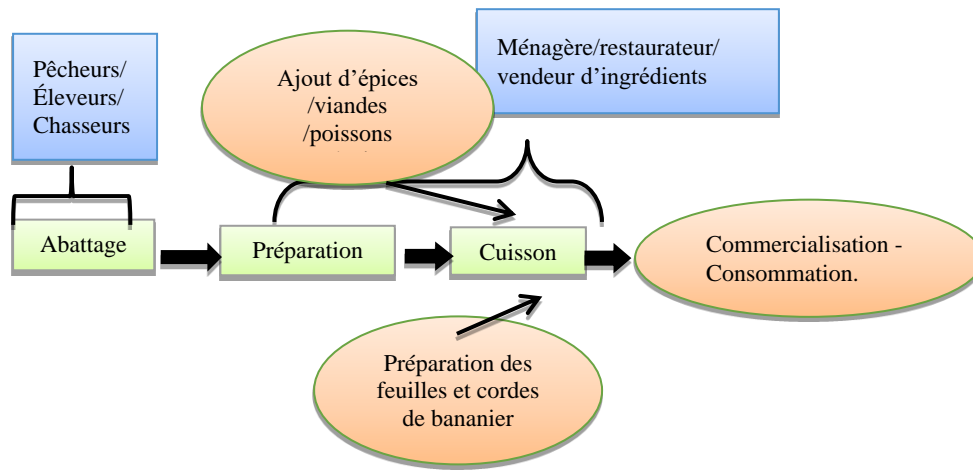 Pêcheurs/
Éleveurs/
Chasseurs
Ajout d’épices
/viandes
/poissons
Ménagère/restaurateur/
vendeur d’ingrédients
Abattage
Préparation
Cuisson
Commercialisation -
Consommation.
Préparation des
feuilles et cordes
de bananier